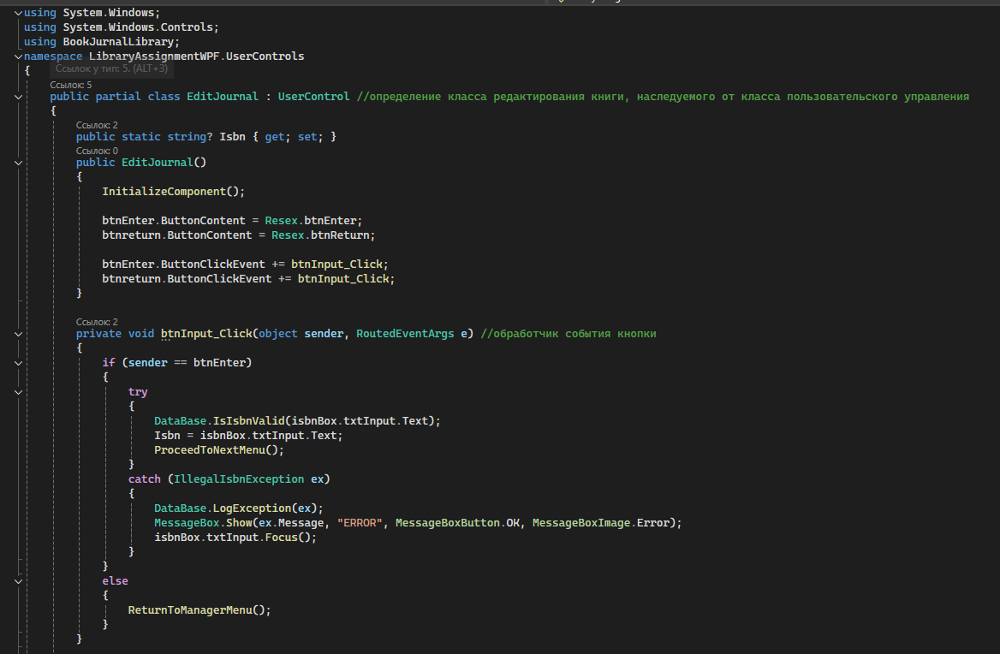 using System.Windows;
using System.Windows.Controls;
using BookJurnalLibrary;
namespace LibraryAssignmentWPF.UserControls
{
Ссылок у тип: 5. (ALT+3)
Ссылок: 5
public partial class EditJournal : UserControl //определение класса редактирования книги, наследуемого от класса пользовательского управления
{
Ссылок: 2
public static string? Isbn { get; set; }
Ссылок: 0
public EditJournal()
{
InitializeComponent();
btnEnter.ButtonContent = Resex.btnEnter;
btnreturn.ButtonContent = Resex.btnReturn;
btnEnter.ButtonClickEvent += btnInput_Click;
btnreturn.ButtonClickEvent += btnInput_Click;
}
Ссылок: 2
private void btnInput_Click(object sender, RoutedEventArgs e) //обработчик события кнопки
{
if (sender == btnEnter)
{
try
{
DataBase.IsIsbnValid(isbnBox.txtInput.Text);
Isbn = isbnBox.txtInput.Text;
ProceedToNextMenu();
}
catch (IllegalIsbnException ex)
{
DataBase.LogException(ex);
MessageBox.Show(ex.Message, "ERROR", MessageBoxButton.OK, MessageBoxImage.Error);
isbnBox.txtInput.Focus();
}
}
else
{
ReturnToManagerMenu();
}
}